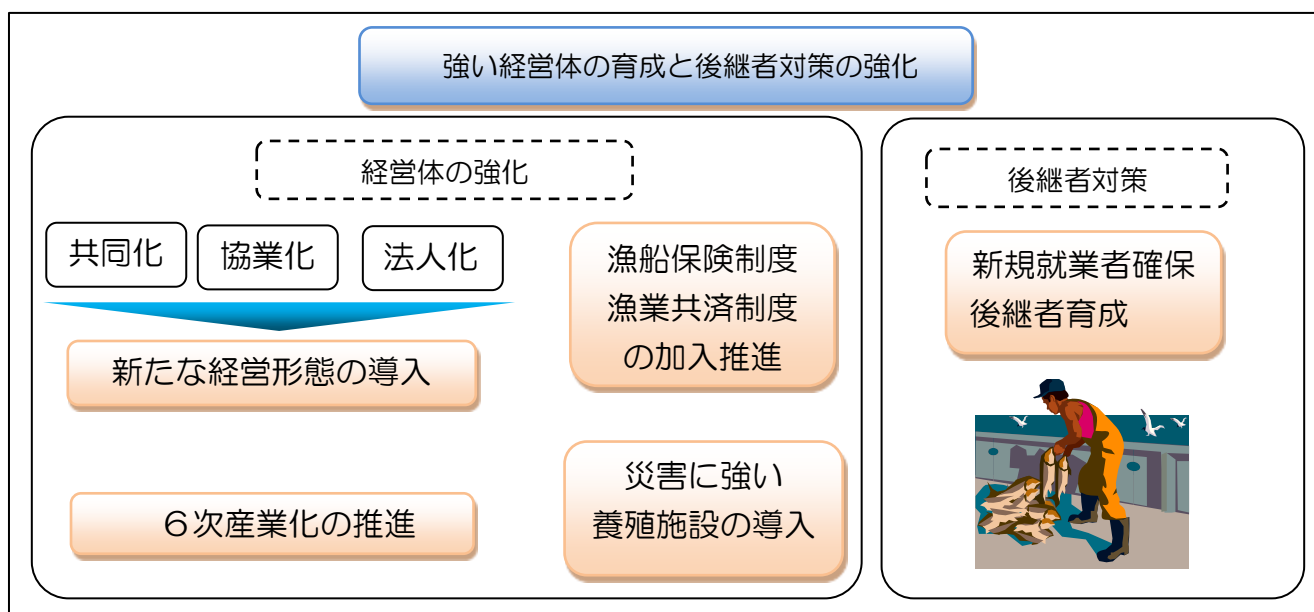 強い経営体の育成と後継者対策の強化
経営体の強化
共同化
協業化
法人化
新たな経営形態の導入
６次産業化の推進
漁船保険制度
漁業共済制度
の加入推進
災害に強い
養殖施設の導入
後継者対策
新規就業者確保
後継者育成